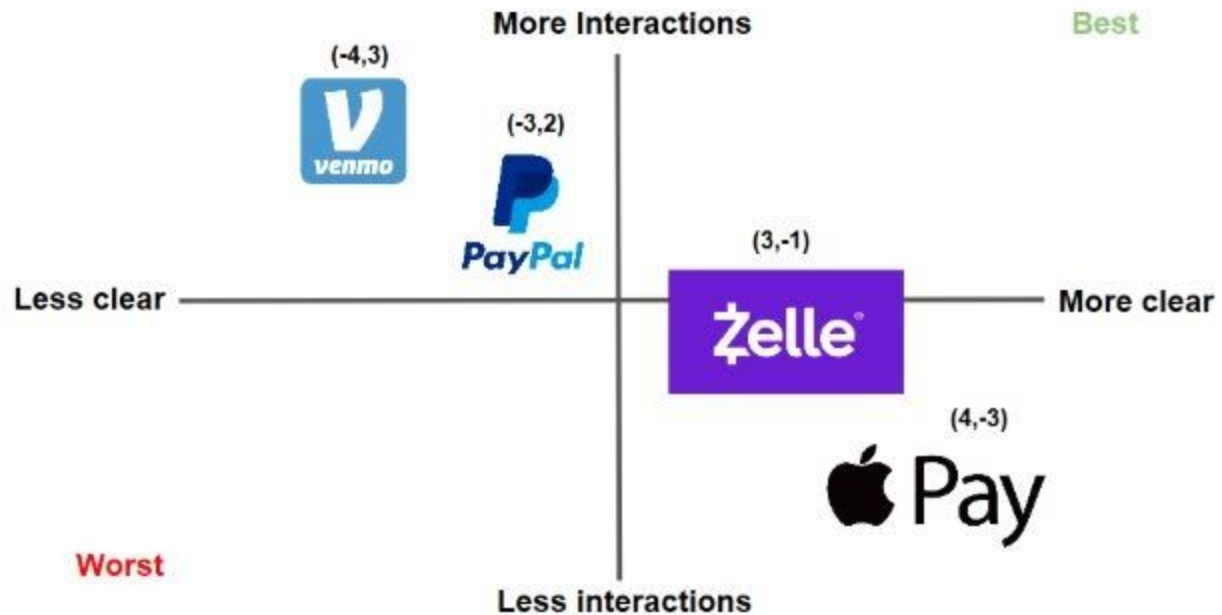 More Interactions
Best
(-4,3)
venmo
(-3,2)
PayPal
(3,-1)
Less clear
Zelle®
More clear
(4,-3)
Pay
Worst
Less interactions